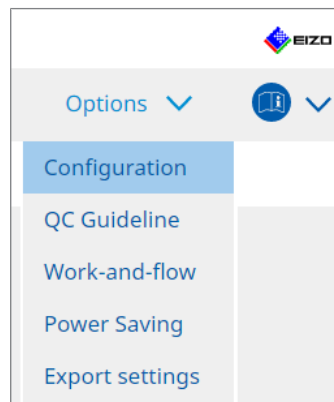 EIZO
Options
Configuration
QC Guideline
Work-and-flow
Power Saving
Export settings